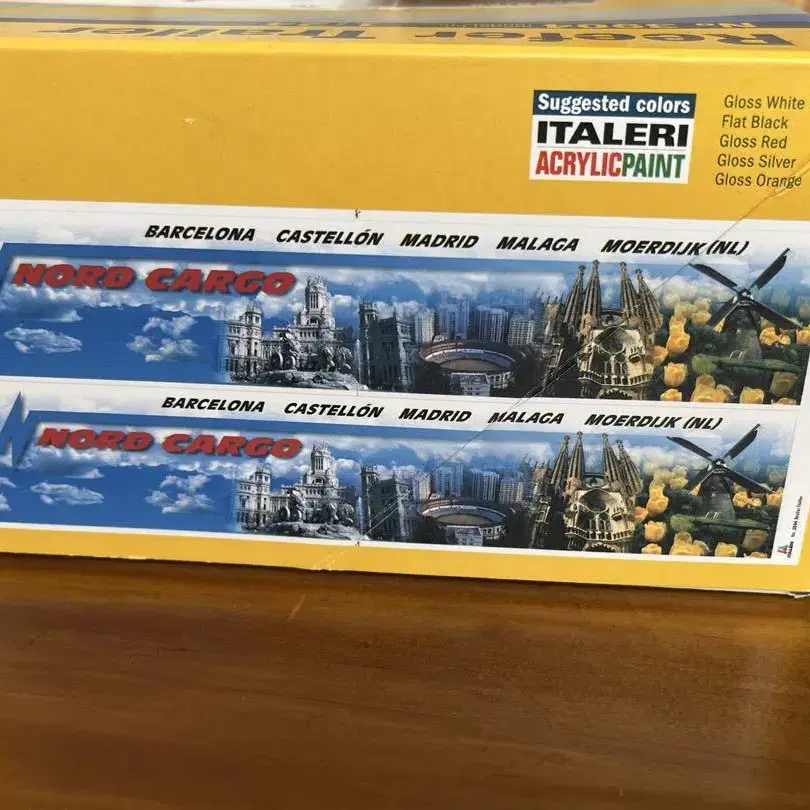 Reefer Trailer
Suggested colors
ITALERI
ACRYLICPAINT
Gloss White
Flat Black
Gloss Red
Gloss Silver
Gloss Orange
BARCELONA CASTELLÓN MADRID MALAGA MOERDIJK (NL)
NORD CARGO
BARCELONA CASTELLÓN MADRID MALAGA MOERDIJK (NL)
NORD CARGO